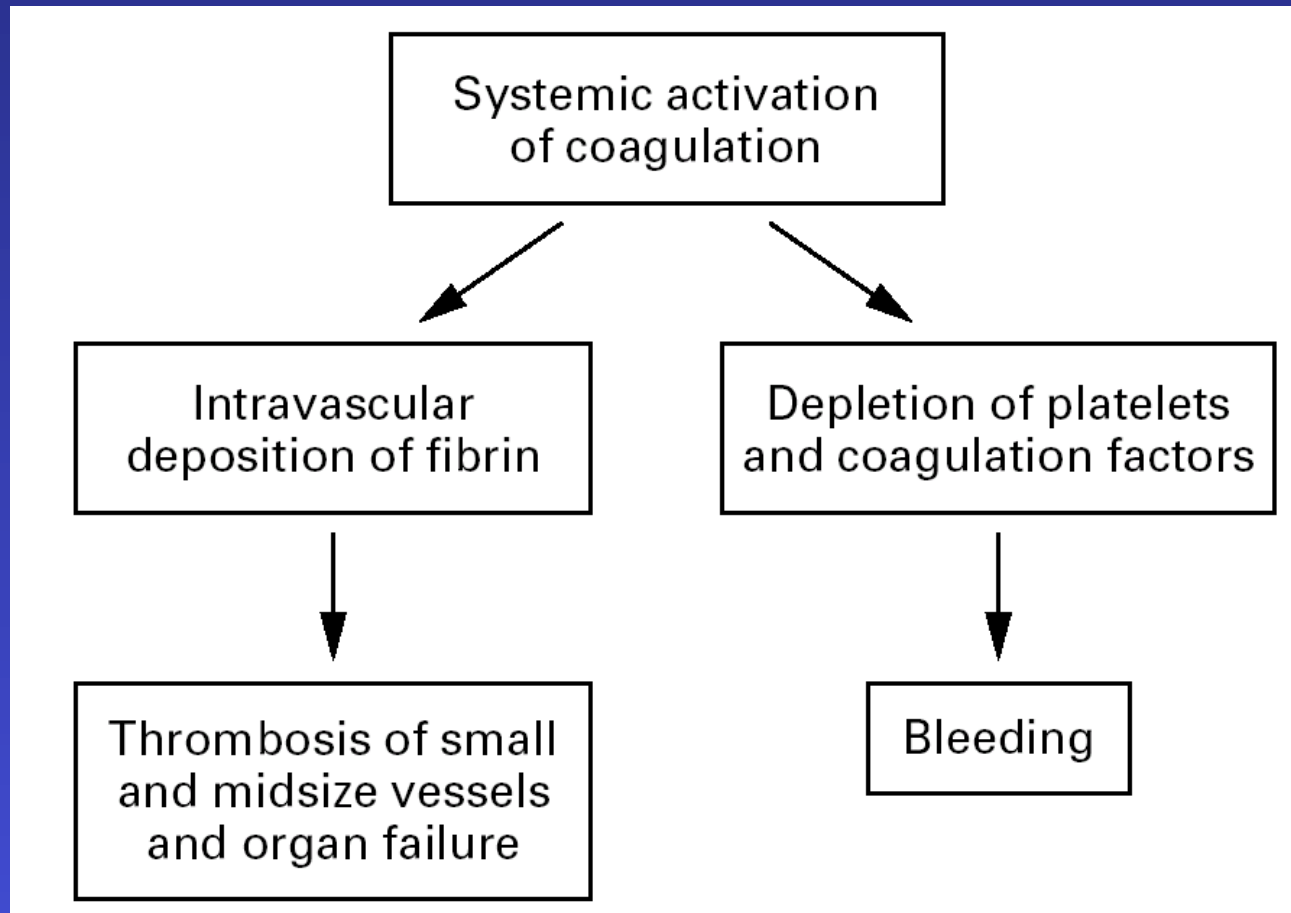 Systemic activation
of coagulation
Intravascular
deposition of fibrin
Depletion of platelets
and coagulation factors
Thrombosis of small
and midsize vessels
and organ failure
Bleeding